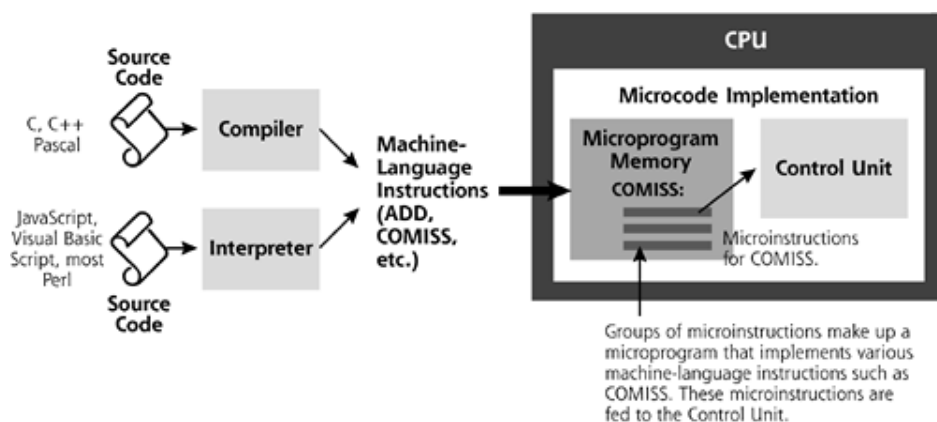 Source
Code
C, C++
Pascal
Compiler
JavaScript,
Visual Basic
Script, most
Perl
Interpreter
Source
Code
Machine-
Language
Instructions
(ADD,
COMISS,
etc.)
CPU
Microcode Implementation
Microprogram
Memory
COMISS:
Control Unit
Microinstructions
for COMISS.
Groups of microinstructions make up a
microprogram that implements various
machine-language instructions such as
COMISS. These microinstructions are
fed to the Control Unit.